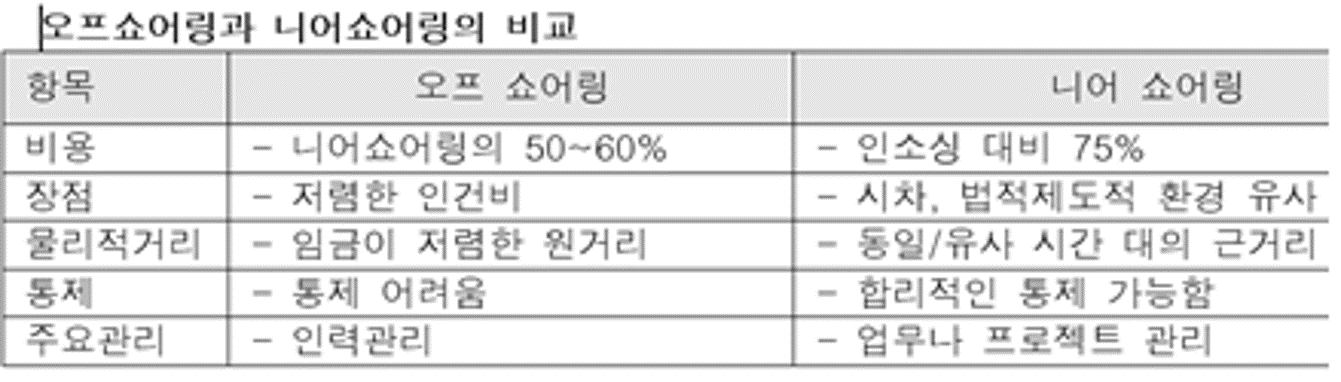 오프쇼어링과 니어쇼어링의 비교
항목 오프 쇼어링 니어 쇼어링
비용 - 니어쇼어링의 50~60% - 인소싱 대비 75%
장점 - 저렴한 인건비 - 시차, 법적제도적 환경 유사
물리적거리 - 임금이 저렴한 원거리 - 동일/유사 시간 대의 근거리
통제 - 통제 어려움 - 합리적인 통제 가능함
주요관리 - 인력관리 - 업무나 프로젝트 관리